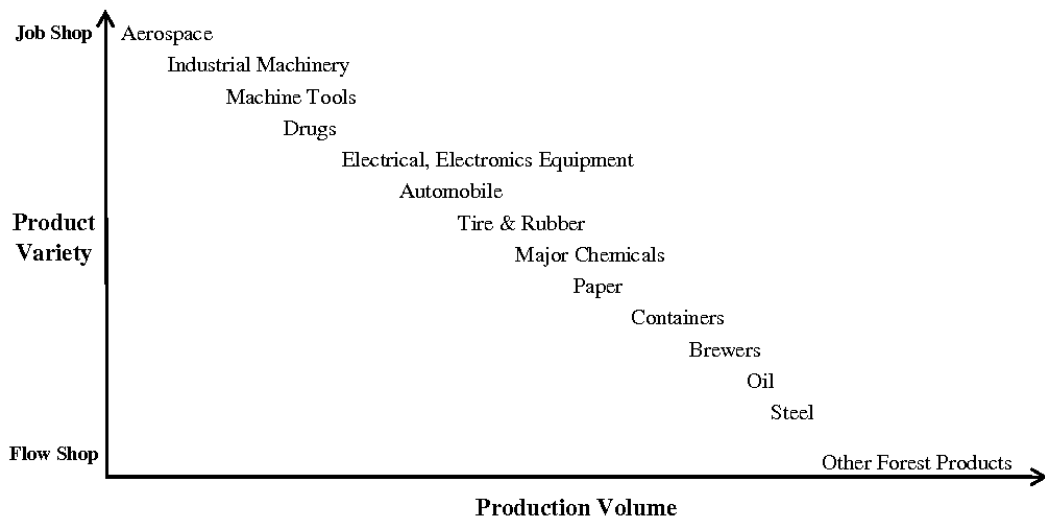 Job Shop Aerospace
Industrial Machinery
Machine Tools
Drugs
Electrical, Electronics Equipment
Automobile
Product
Variety
Tire & Rubber
Major Chemicals
Paper
Containers
Brewers
Oil
Steel
Flow Shop
Other Forest Products
Production Volume